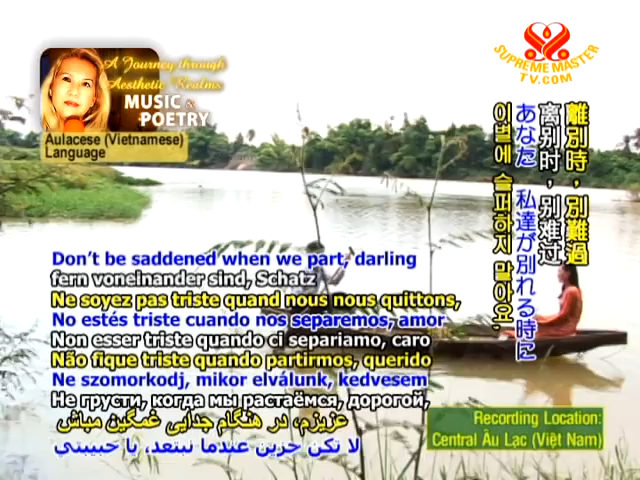 A Journey through
Aesthetic Realms
MUSIC &
POETRY
Aulacese (Vietnamese)
Language
SUPREME MASTER
TV.COM
離別時，別難過
离别时，别难过
あなた 私達が別れる時に
이별에 슬퍼하지 말아요,
Don't be saddened when we part, darling
fern voneinander sind, Schatz
Ne soyez pas triste quand nous nous quittons,
No estés triste cuando nos separemos, amor
Non esser triste quando ci separiamo, caro
Não fique triste quando partirmos, querido
Ne szomorkodj, mikor elválunk, kedvesem
Не грусти, когда мы растаёмся, дорогой,
عزیزم، در هنگام جدایی غمگین مباش
لا تكن حزين عندما نبتعد، يا حبيبتي
Recording Location:
Central Âu Lạc (Việt Nam)